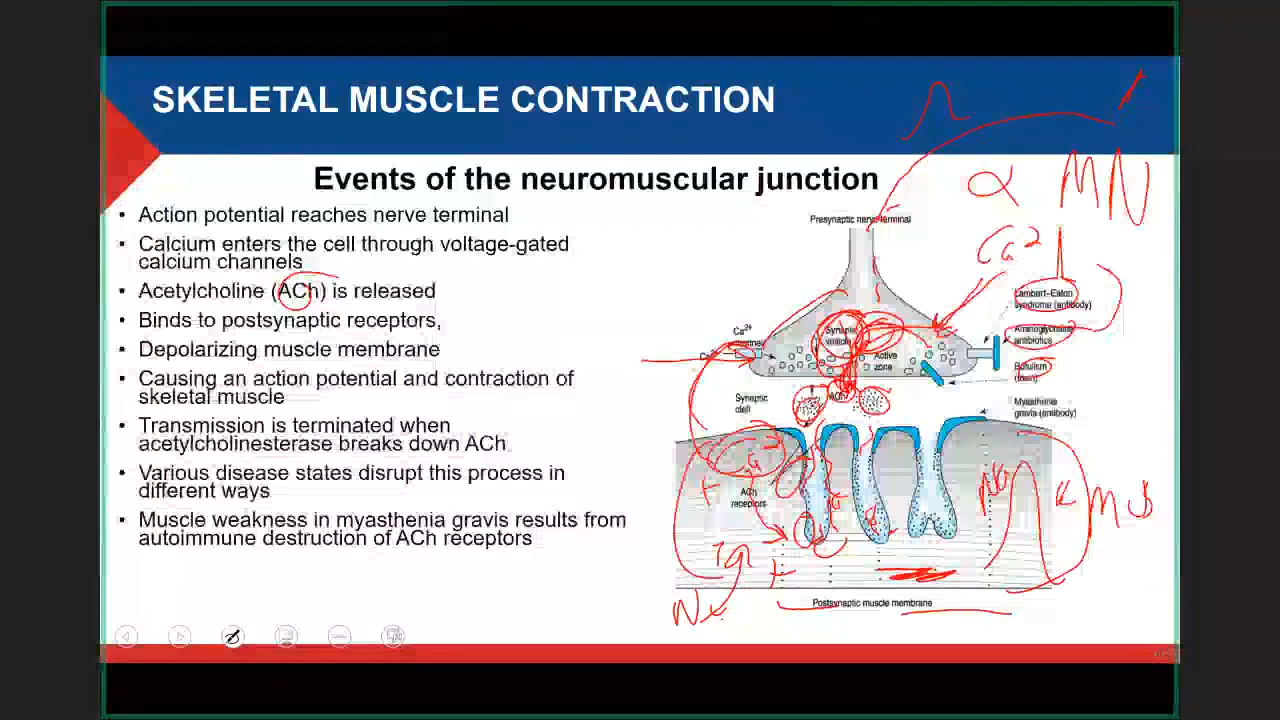 SKELETAL MUSCLE CONTRACTION
Events of the neuromuscular junction
• Action potential reaches nerve terminal
• Calcium enters the cell through voltage-gated
calcium channels
• Acetylcholine (ACh) is released
• Binds to postsynaptic receptors,
• Depolarizing muscle membrane
• Causing an action potential and contraction of
skeletal muscle
• Transmission is terminated when
acetylcholinesterase breaks down ACh
• Various disease states disrupt this process in
different ways
• Muscle weakness in myasthenia gravis results from
autoimmune destruction of ACh receptors
α MN
Presynaptic nerve terminal
Ca2
Lambert–Eaton
syndrome (antibody)
Aminoglycoside
antibiotics
Botulism
(toxin)
Myasthenia
gravis (antibody)
Ca2+
Synaptic
vesicle
Active
zone
ACh
Synaptic
cleft
ACh
receptors
Postsynaptic muscle membrane